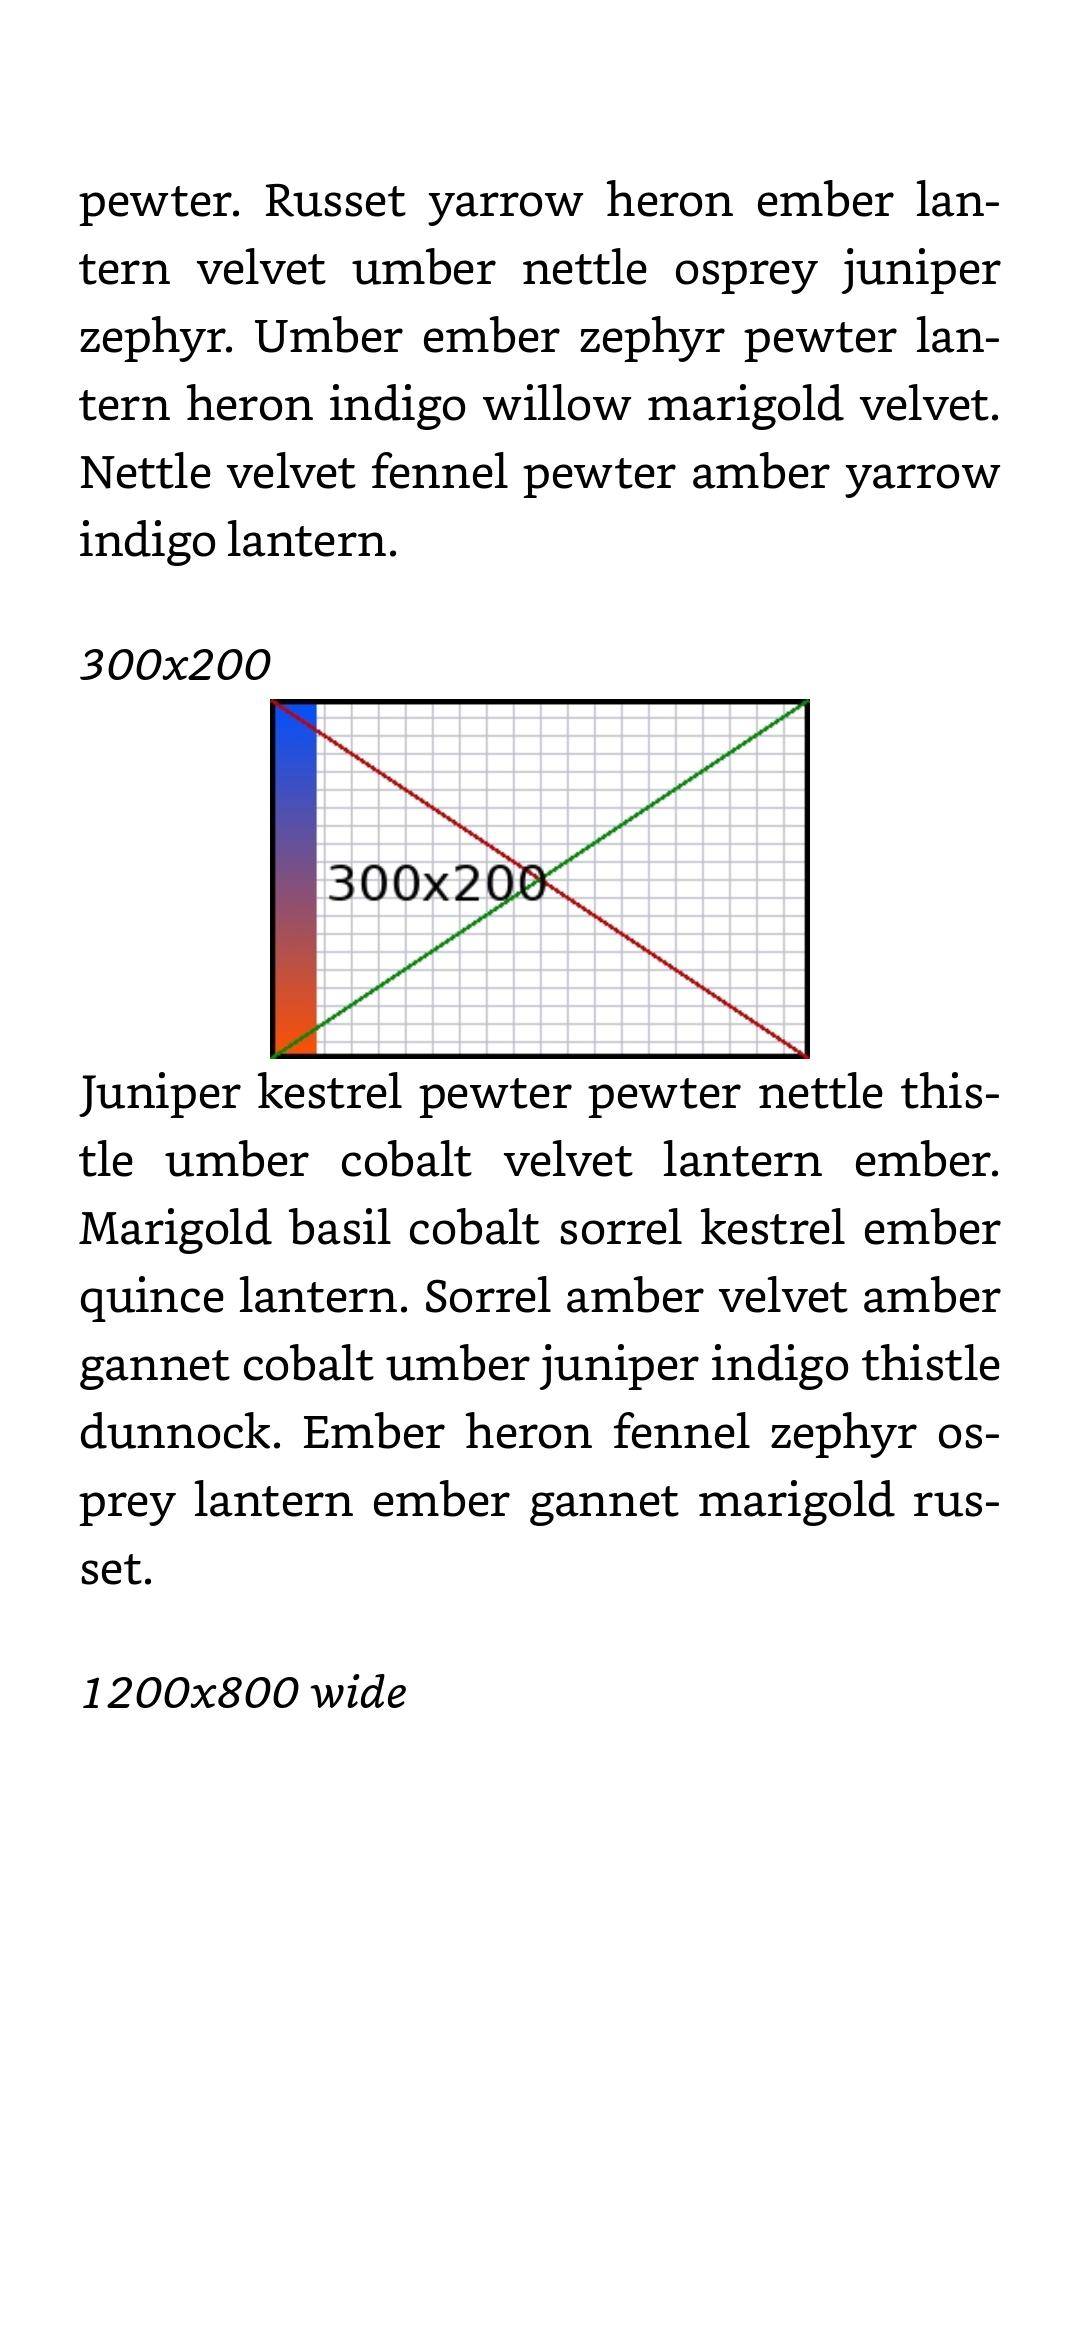 pewter. Russet yarrow heron ember lan-
tern velvet umber nettle osprey juniper
zephyr. Umber ember zephyr pewter lan-
tern heron indigo willow marigold velvet.
Nettle velvet fennel pewter amber yarrow
indigo lantern.
300x200
300x200
Juniper kestrel pewter pewter nettle this-
tle umber cobalt velvet lantern ember.
Marigold basil cobalt sorrel kestrel ember
quince lantern. Sorrel amber velvet amber
gannet cobalt umber juniper indigo thistle
dunnock. Ember heron fennel zephyr os-
prey lantern ember gannet marigold rus-
set.
1200x800 wide